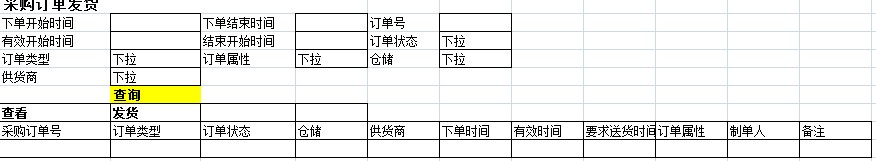 采购订单发货
下单开始时间 下单结束时间 订单号
有效开始时间 结束开始时间 订单状态 下拉
订单类型 下拉 订单属性 下拉 仓储 下拉
供货商 下拉
查询
查看 发货
采购订单号 订单类型 订单状态 仓储 供货商 下单时间 有效时间 要求送货时间 订单属性 制单人 备注